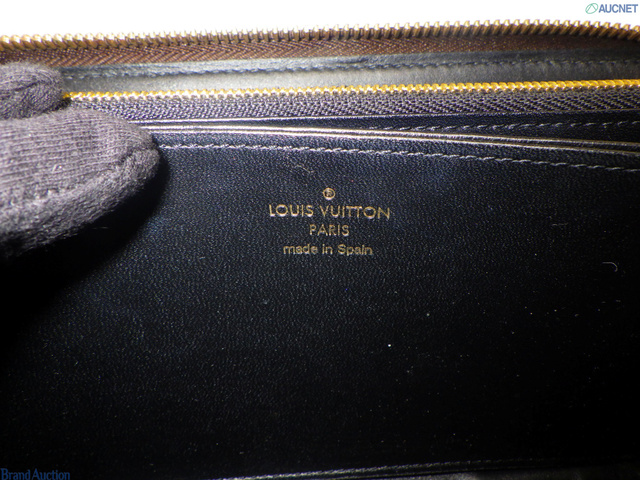 AUCNET
®
LOUIS VUITTON
PARIS
made in Spain
Brand Auction